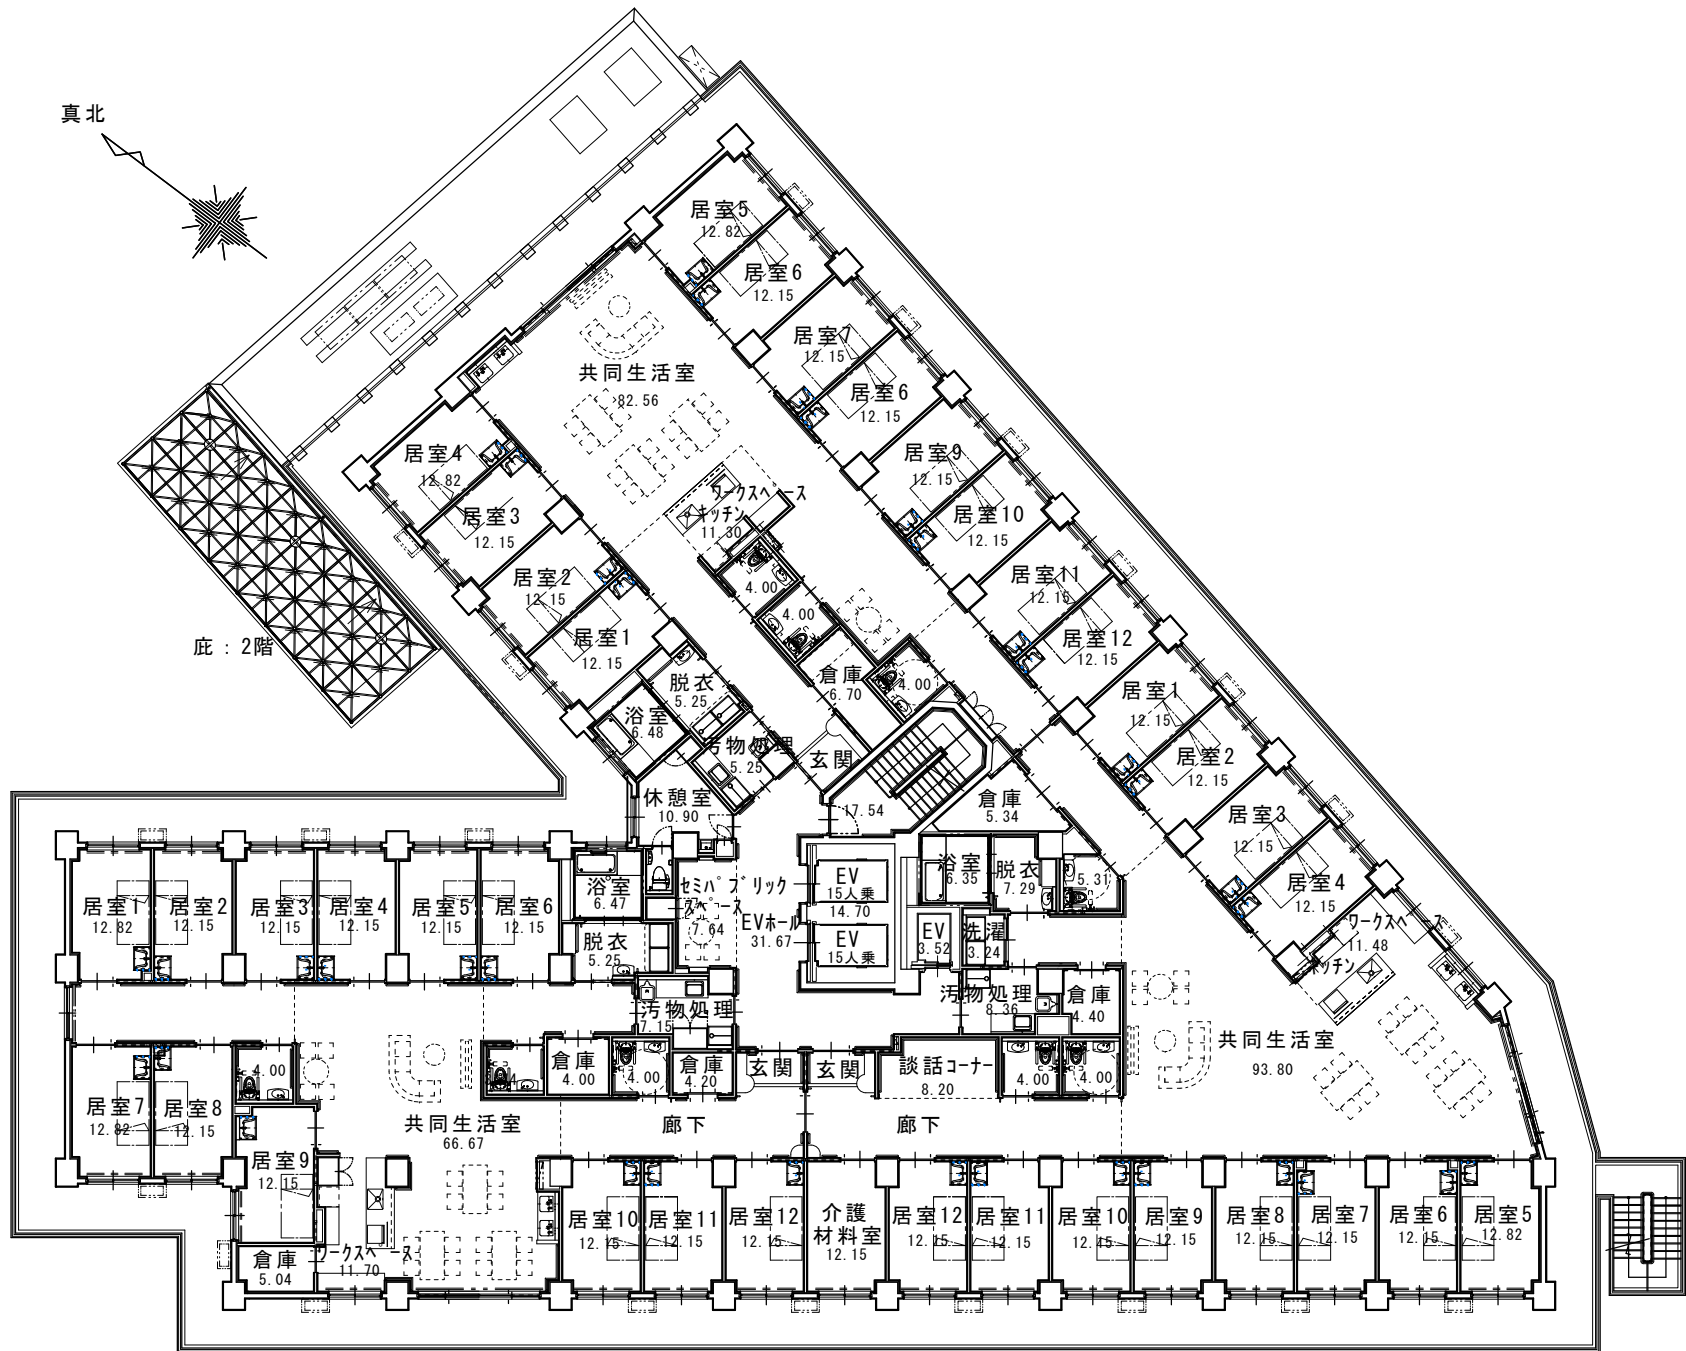 真北
庇：2階
居室5
12.82
居室6
12.15
居室7
12.15
居室6
12.15
居室9
12.15
居室10
12.15
居室11
12.15
居室12
12.15
居室1
12.15
居室2
12.15
居室3
12.15
居室4
12.15
共同生活室
82.56
居室4
12.82
居室3
12.15
居室2
12.15
居室1
12.15
ワークスペース
キッチン
11.30
4.00
4.00
倉庫
6.70
4.00
脱衣
5.25
浴室
6.48
汚物処理
5.25
玄関
休憩室
10.90
17.54
倉庫
5.34
居室1
12.82
居室2
12.15
居室3
12.15
居室4
12.15
居室5
12.15
居室6
12.15
浴室
6.47
脱衣
5.25
セミパブリック
スペース
7.64
EVホール
31.67
EV
15人乗
14.70
EV
15人乗
EV
3.52
浴室
6.35
脱衣
7.29
5.31
洗濯
3.24
汚物処理
8.36
倉庫
4.40
ワークスペース
11.48
キッチン
汚物処理
7.15
倉庫
4.00
4.00
倉庫
4.20
玄関
玄関
談話コーナー
8.20
4.00
4.00
共同生活室
93.80
居室7
12.82
居室8
12.15
4.00
居室9
12.15
共同生活室
66.67
廊下
廊下
倉庫
5.04
ワークスペース
11.70
居室10
12.15
居室11
12.15
居室12
12.15
介護
材料室
12.15
居室12
12.15
居室11
12.15
居室10
12.15
居室9
12.15
居室8
12.15
居室7
12.15
居室6
12.15
居室5
12.82